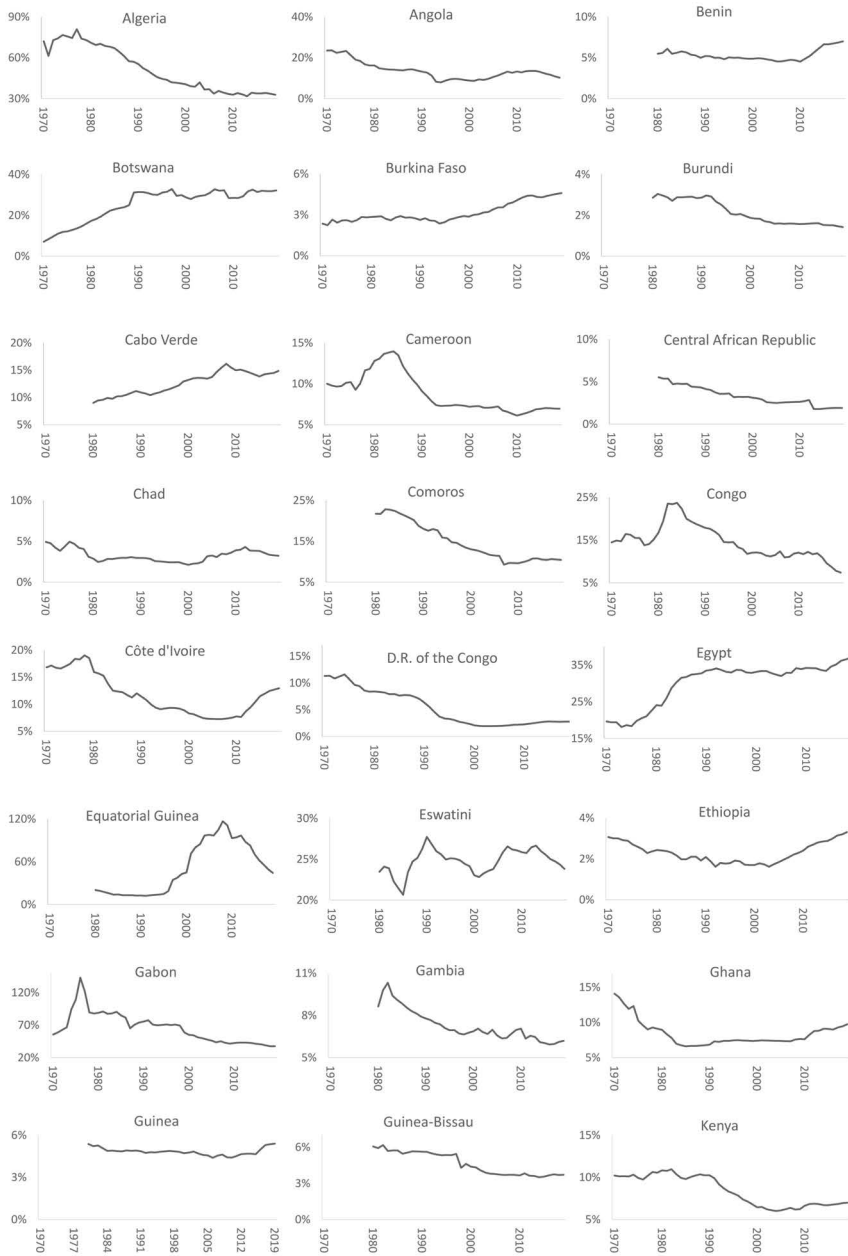 Algeria
90%
60%
30%
1970 1980 1990 2000 2010
Angola
40%
20%
0%
1970 1980 1990 2000 2010
Benin
10%
5%
0%
1970 1980 1990 2000 2010
Botswana
40%
20%
0%
1970 1980 1990 2000 2010
Burkina Faso
6%
3%
0%
1970 1980 1990 2000 2010
Burundi
4%
2%
0%
1970 1980 1990 2000 2010
Cabo Verde
20%
15%
10%
5%
1970 1980 1990 2000 2010
Cameroon
15%
10%
5%
1970 1980 1990 2000 2010
Central African Republic
10%
5%
0%
1970 1980 1990 2000 2010
Chad
10%
5%
0%
1970 1980 1990 2000 2010
Comoros
25%
15%
5%
1970 1980 1990 2000 2010
Congo
25%
15%
5%
1970 1980 1990 2000 2010
Côte d'Ivoire
20%
15%
10%
5%
1970 1980 1990 2000 2010
D.R. of the Congo
15%
10%
5%
0%
1970 1980 1990 2000 2010
Egypt
35%
25%
15%
1970 1980 1990 2000 2010
Equatorial Guinea
120%
60%
0%
1970 1980 1990 2000 2010
Eswatini
30%
25%
20%
1970 1980 1990 2000 2010
Ethiopia
4%
2%
0%
1970 1980 1990 2000 2010
Gabon
120%
70%
20%
1970 1980 1990 2000 2010
Gambia
11%
8%
6%
1970 1980 1990 2000 2010
Ghana
15%
10%
5%
1970 1980 1990 2000 2010
Guinea
6%
3%
0%
1970 1977 1984 1991 1998 2005 2012 2019
Guinea-Bissau
6%
3%
0%
1970 1980 1990 2000 2010
Kenya
15%
10%
5%
1970 1980 1990 2000 2010